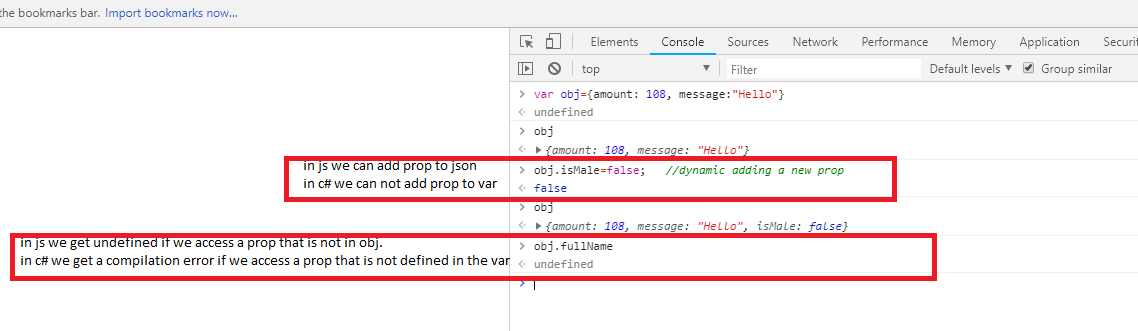 the bookmarks bar. Import bookmarks now...
Elements Console Sources Network Performance Memory Application Securit
top Filter Default levels Group similar
var obj={amount: 108, message:"Hello"}
undefined
obj
{amount: 108, message: "Hello"}
in js we can add prop to json
in c# we can not add prop to var
obj.isMale=false; //dynamic adding a new prop
false
obj
{amount: 108, message: "Hello", isMale: false}
in js we get undefined if we access a prop that is not in obj.
in c# we get a compilation error if we access a prop that is not defined in the var
obj.fullName
undefined